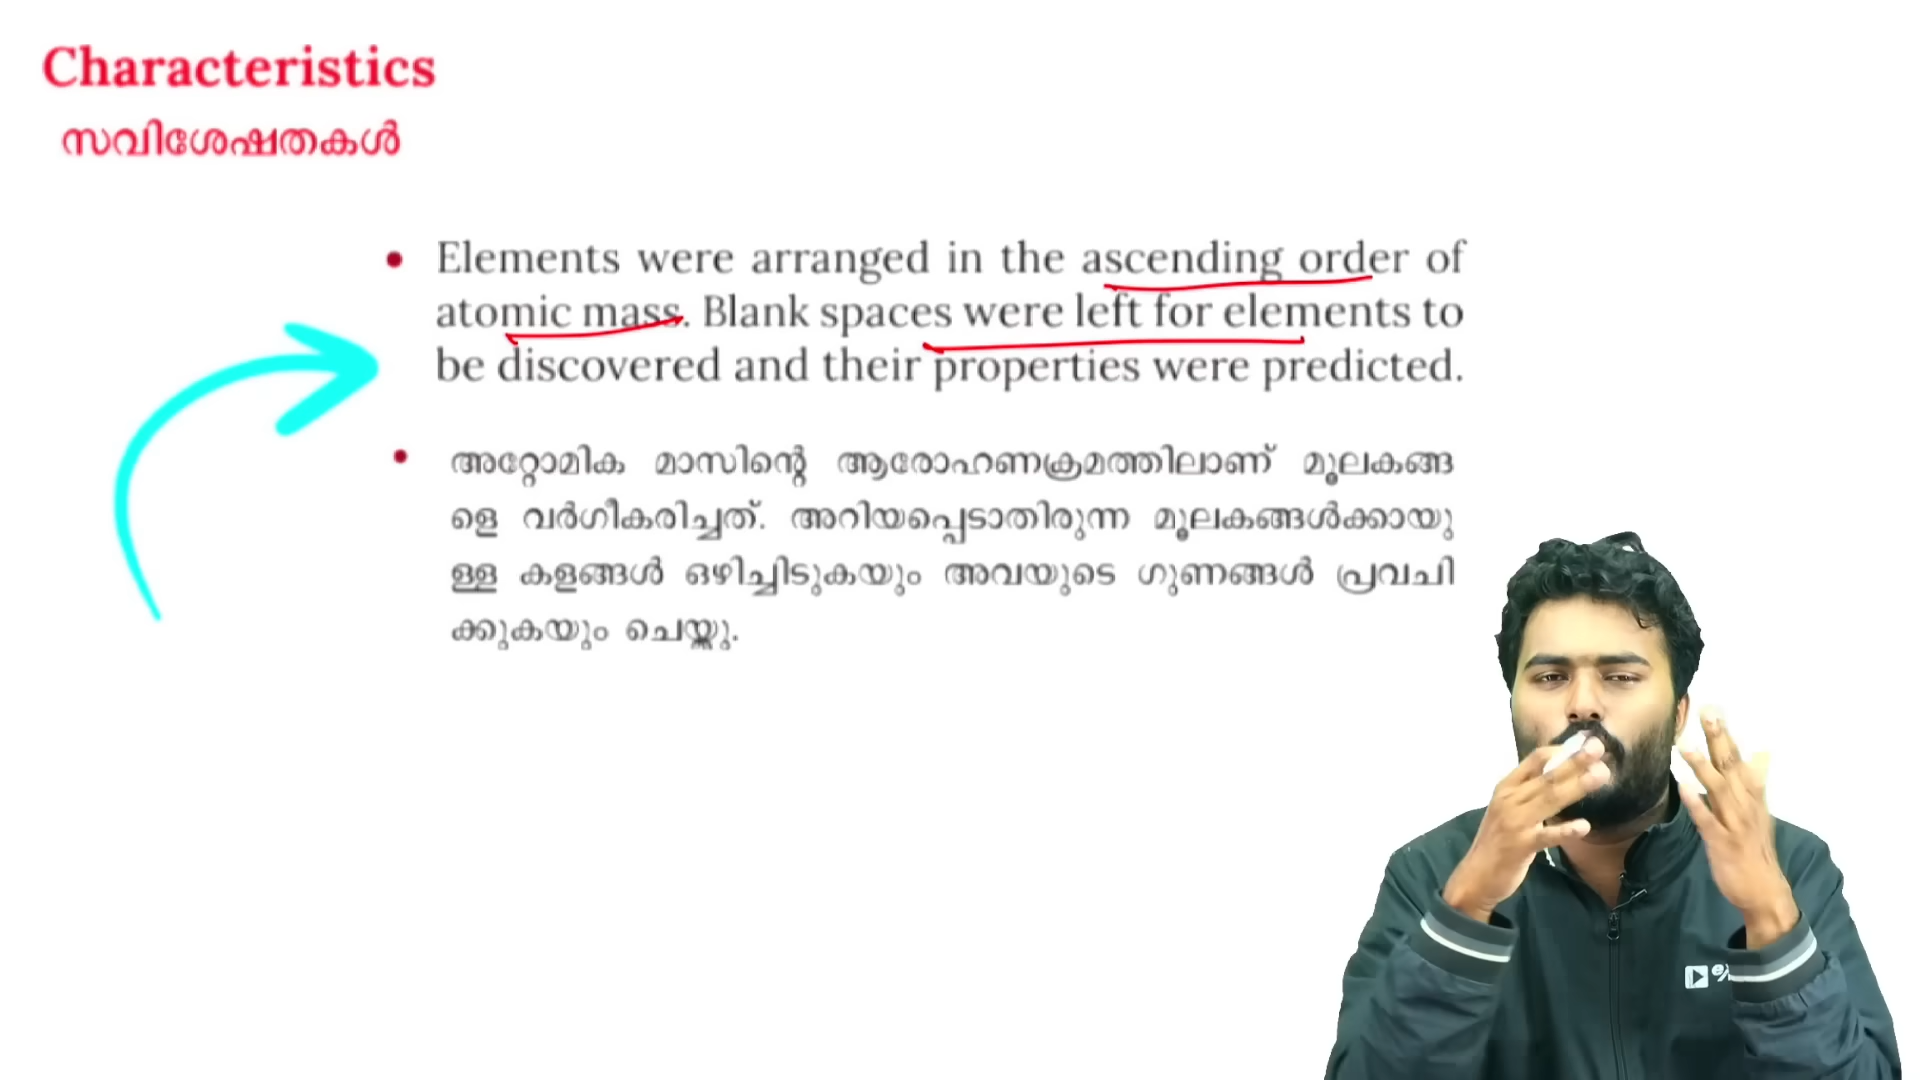 Characteristics
സവിശേഷതകൾ
• Elements were arranged in the ascending order of
atomic mass. Blank spaces were left for elements to
be discovered and their properties were predicted.
• അറ്റോമിക മാസിന്റെ ആരോഹണക്രമത്തിലാണ് മൂലകങ്ങ
ളെ വർഗീകരിച്ചത്. അറിയപ്പെടാതിരുന്ന മൂലകങ്ങൾക്കായു
ള്ള കളങ്ങൾ ഒഴിച്ചിടുകയും അവയുടെ ഗുണങ്ങൾ പ്രവചി
ക്കുകയും ചെയ്തു.